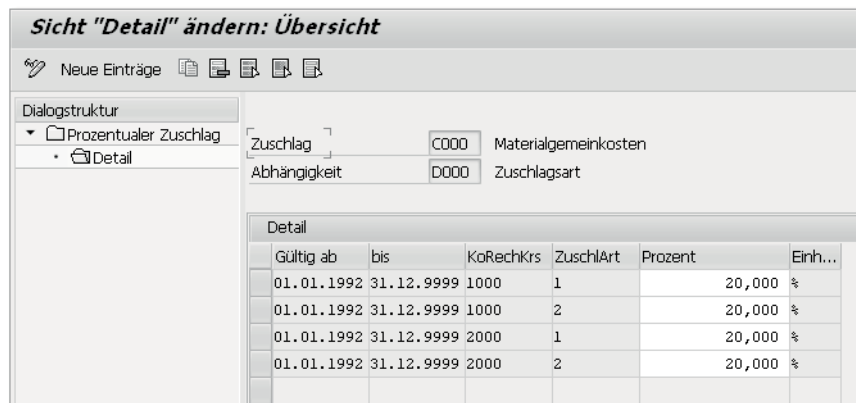 Sicht "Detail" ändern: Übersicht
Neue Einträge
Dialogstruktur
Prozentualer Zuschlag
Detail
Zuschlag C000 Materialgemeinkosten
Abhängigkeit D000 Zuschlagsart
Detail
Gültig ab bis KoRechKrs ZuschlArt Prozent Einh...
01.01.1992 31.12.9999 1000 1 20,000 %
01.01.1992 31.12.9999 1000 2 20,000 %
01.01.1992 31.12.9999 2000 1 20,000 %
01.01.1992 31.12.9999 2000 2 20,000 %